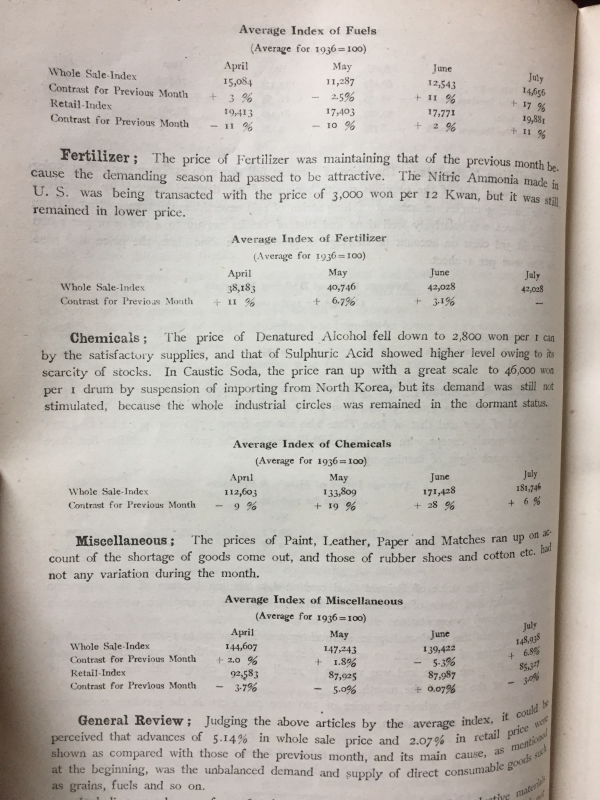 Average Index of Fuels
(Average for 1936=100)
April May June July
Whole Sale-Index 15,084 11,287 12,543 14,656
Contrast for Previous Month + 3 % − 25% + 11 % + 17 %
Retail-Index 19,413 17,403 17,771 19,881
Contrast for Previous Month − 11 % − 10 % + 2 % + 11 %
Fertilizer; The price of Fertilizer was maintaining that of the previous month be-
cause the demanding season had passed to be attractive. The Nitric Ammonia made in
U. S. was being transacted with the price of 3,000 won per 12 Kwan, but it was still
remained in lower price.
Average Index of Fertilizer
(Average for 1936=100)
April May June July
Whole Sale-Index 38,183 40,746 42,028 42,028
Contrast for Previous Month + 11 % + 6.7% + 3.1% —
Chemicals; The price of Denatured Alcohol fell down to 2,800 won per 1 can
by the satisfactory supplies, and that of Sulphuric Acid showed higher level owing to its
scarcity of stocks. In Caustic Soda, the price ran up with a great scale to 46,000 won
per 1 drum by suspension of importing from North Korea, but its demand was still not
stimulated, because the whole industrial circles was remained in the dormant status.
Average Index of Chemicals
(Average for 1936=100)
April May June July
Whole Sale-Index 112,603 133,809 171,428 181,746
Contrast for Previous Month − 9 % + 19 % + 28 % + 6 %
Miscellaneous; The prices of Paint, Leather, Paper and Matches ran up on ac-
count of the shortage of goods come out, and those of rubber shoes and cotton etc. had
not any variation during the month.
Average Index of Miscellaneous
(Average for 1936=100)
April May June July
Whole Sale-Index 144,607 147,243 139,422 148,938
Contrast for Previous Month + 2.0 % + 1.8% − 5.3% + 6.8%
Retail-Index 92,583 87,925 87,987 85,327
Contrast for Previous Month − 3.7% − 5.0% + 0.07% − 3.0%
General Review; Judging the above articles by the average index, it could be
perceived that advances of 5.14% in whole sale price and 2.07% in retail price were
shown as compared with those of the previous month, and its main cause, as mentioned
at the beginning, was the unbalanced demand and supply of direct consumable goods such
as grains, fuels and so on.